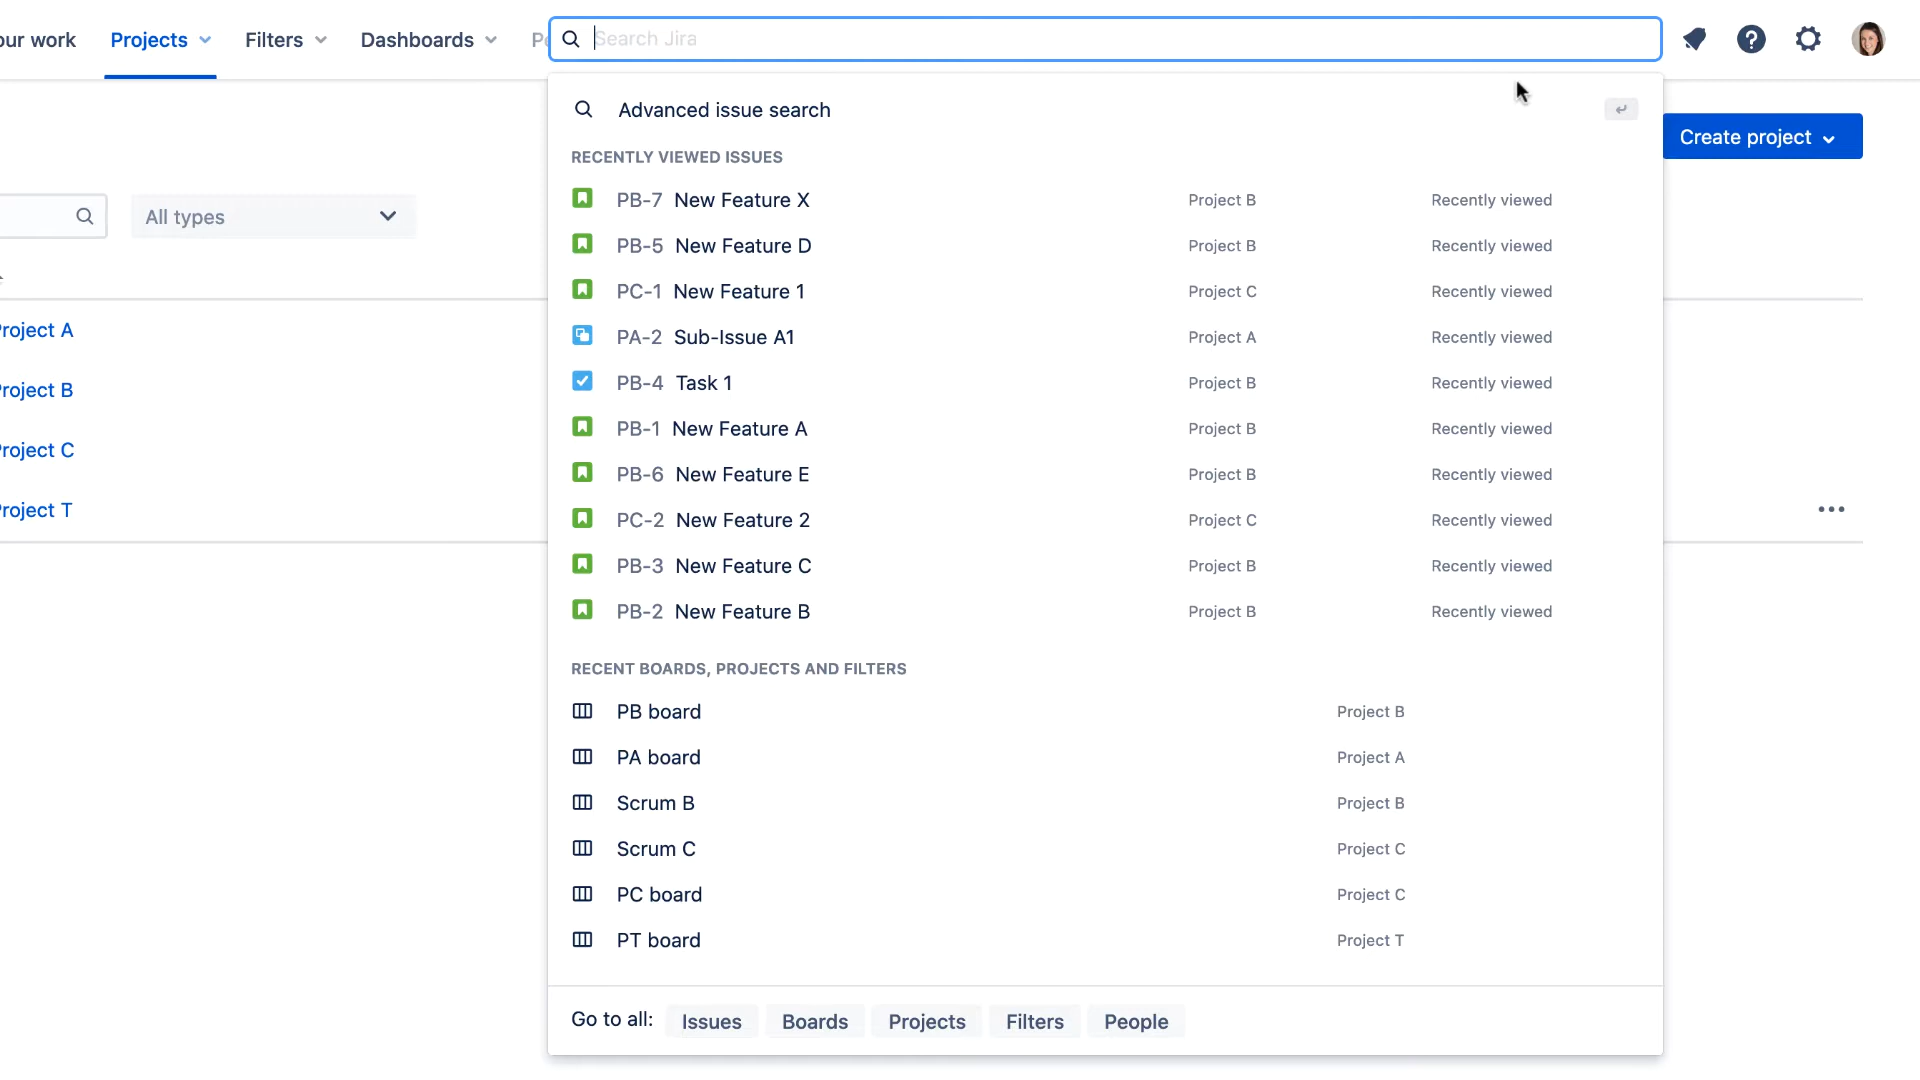 our work Projects Filters Dashboards Search Jira
Advanced issue search
Create project
RECENTLY VIEWED ISSUES
PB-7 New Feature X Project B Recently viewed
All types
PB-5 New Feature D Project B Recently viewed
PC-1 New Feature 1 Project C Recently viewed
roject A
PA-2 Sub-Issue A1 Project A Recently viewed
roject B
PB-4 Task 1 Project B Recently viewed
PB-1 New Feature A Project B Recently viewed
roject C
PB-6 New Feature E Project B Recently viewed
roject T
PC-2 New Feature 2 Project C Recently viewed
PB-3 New Feature C Project B Recently viewed
PB-2 New Feature B Project B Recently viewed
RECENT BOARDS, PROJECTS AND FILTERS
PB board Project B
PA board Project A
Scrum B Project B
Scrum C Project C
PC board Project C
PT board Project T
Go to all: Issues Boards Projects Filters People